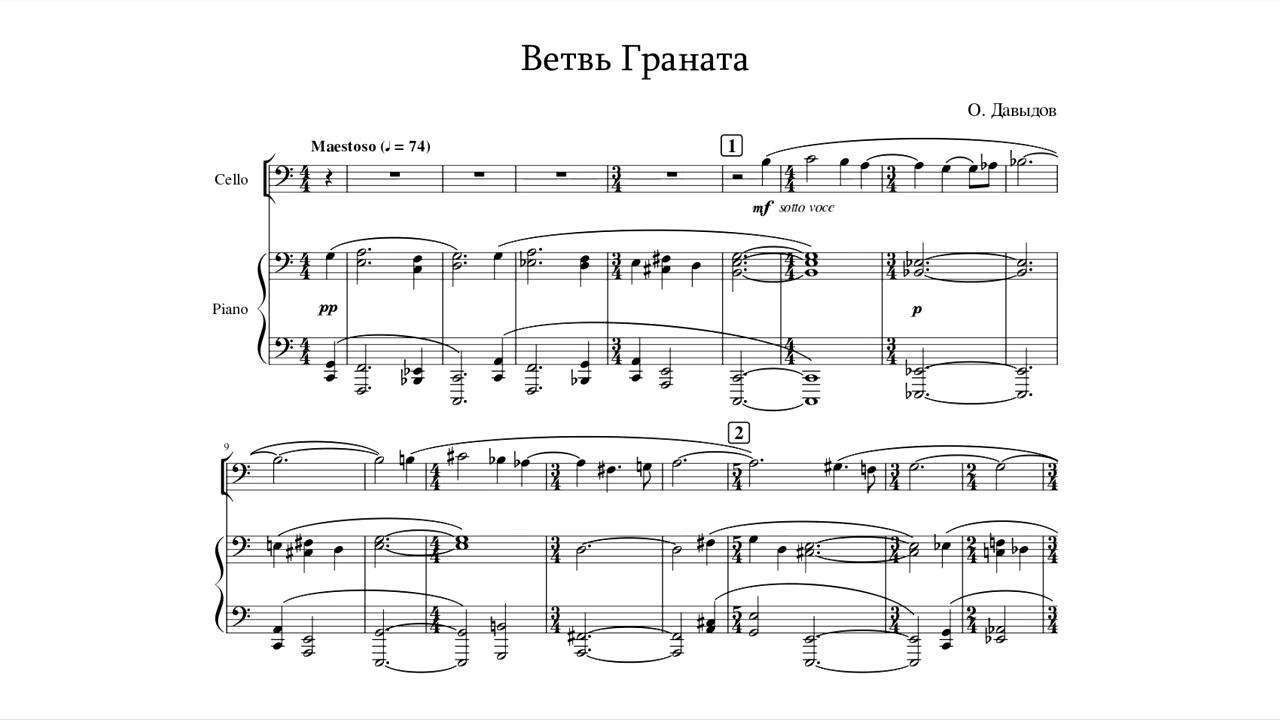 Ветвь Граната
О. Давыдов
Maestoso (♩ = 74)
1
Cello
mf sotto voce
Piano
pp
p
9
2